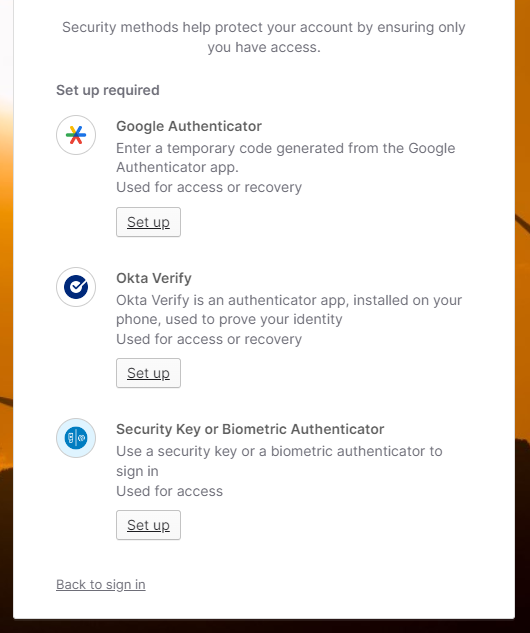 Security methods help protect your account by ensuring only
you have access.
Set up required
Google Authenticator
Enter a temporary code generated from the Google
Authenticator app.
Used for access or recovery
Set up
Okta Verify
Okta Verify is an authenticator app, installed on your
phone, used to prove your identity
Used for access or recovery
Set up
Security Key or Biometric Authenticator
Use a security key or a biometric authenticator to
sign in
Used for access
Set up
Back to sign in